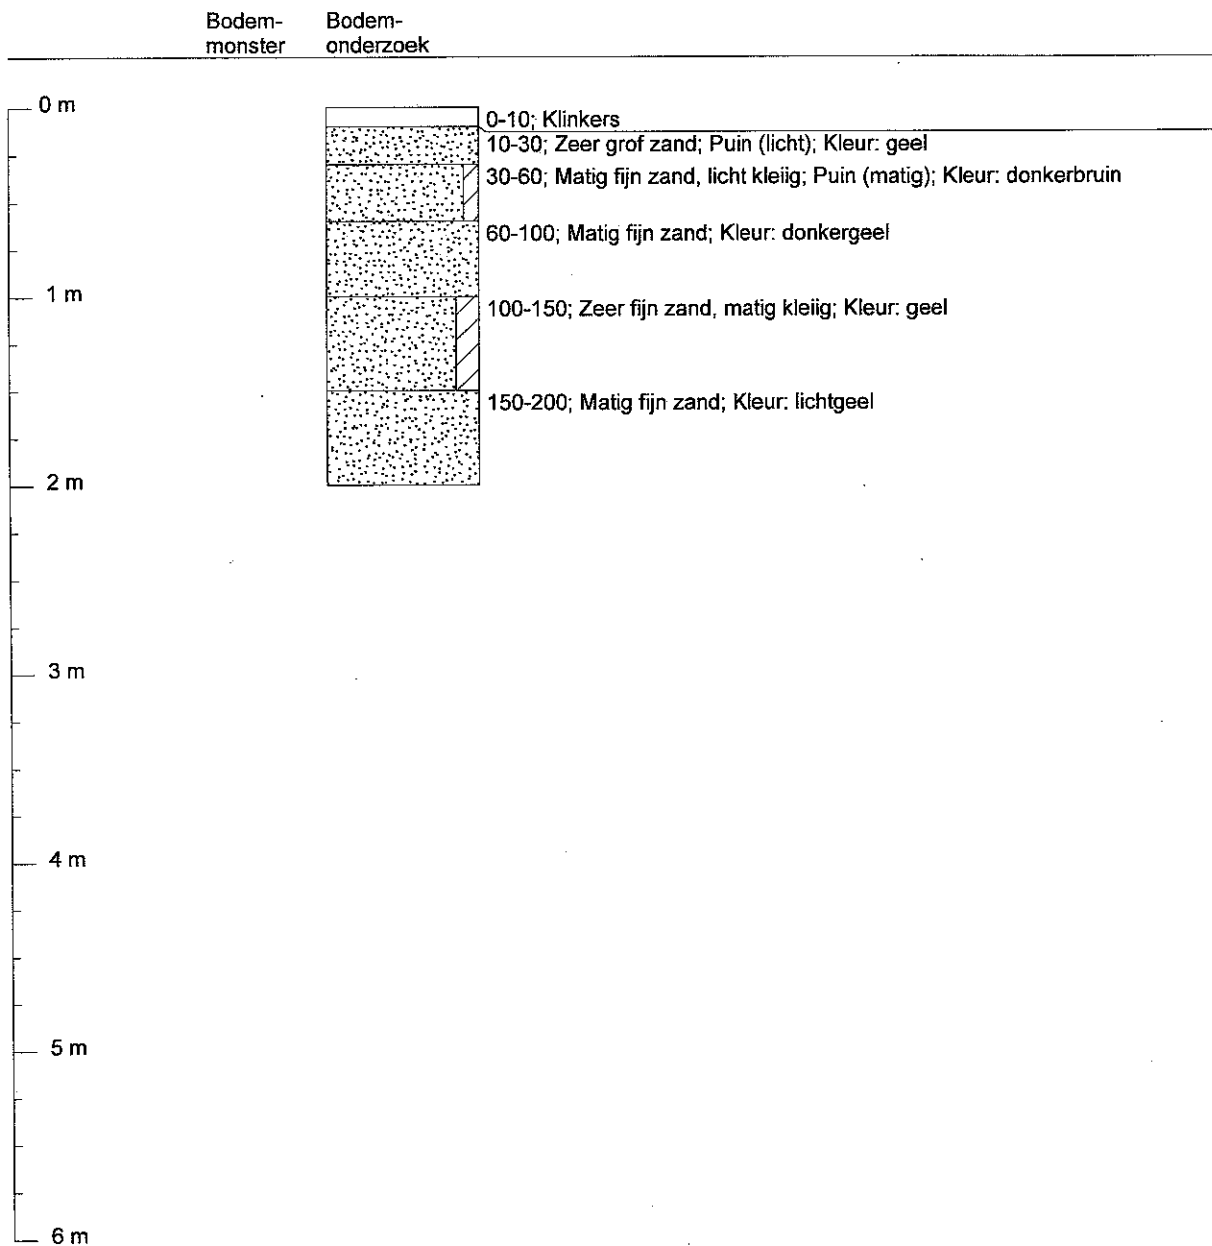 Bodem-
monster
Bodem-
onderzoek
0 m
0-10; Klinkers
10-30; Zeer grof zand; Puin (licht); Kleur: geel
30-60; Matig fijn zand, licht kleiig; Puin (matig); Kleur: donkerbruin
60-100; Matig fijn zand; Kleur: donkergeel
1 m
100-150; Zeer fijn zand, matig kleiig; Kleur: geel
150-200; Matig fijn zand; Kleur: lichtgeel
2 m
3 m
4 m
5 m
6 m